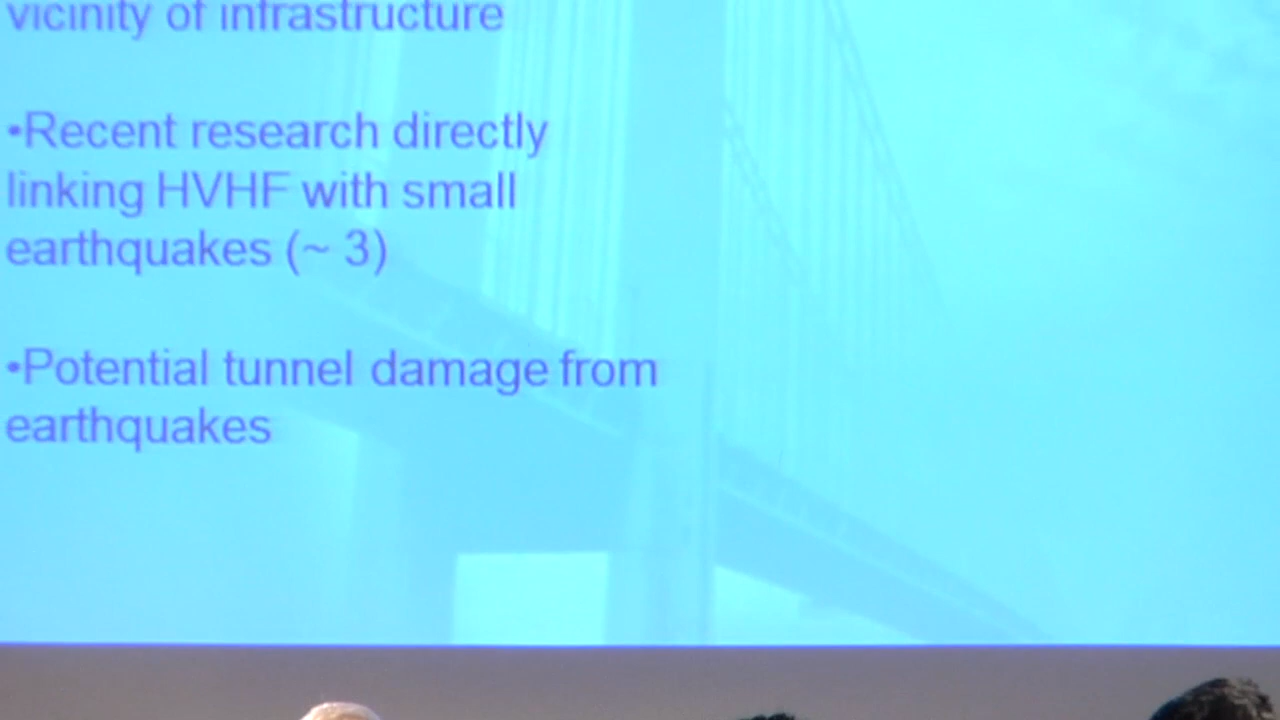 vicinity of infrastructure
•Recent research directly
linking HVHF with small
earthquakes (~ 3)
•Potential tunnel damage from
earthquakes